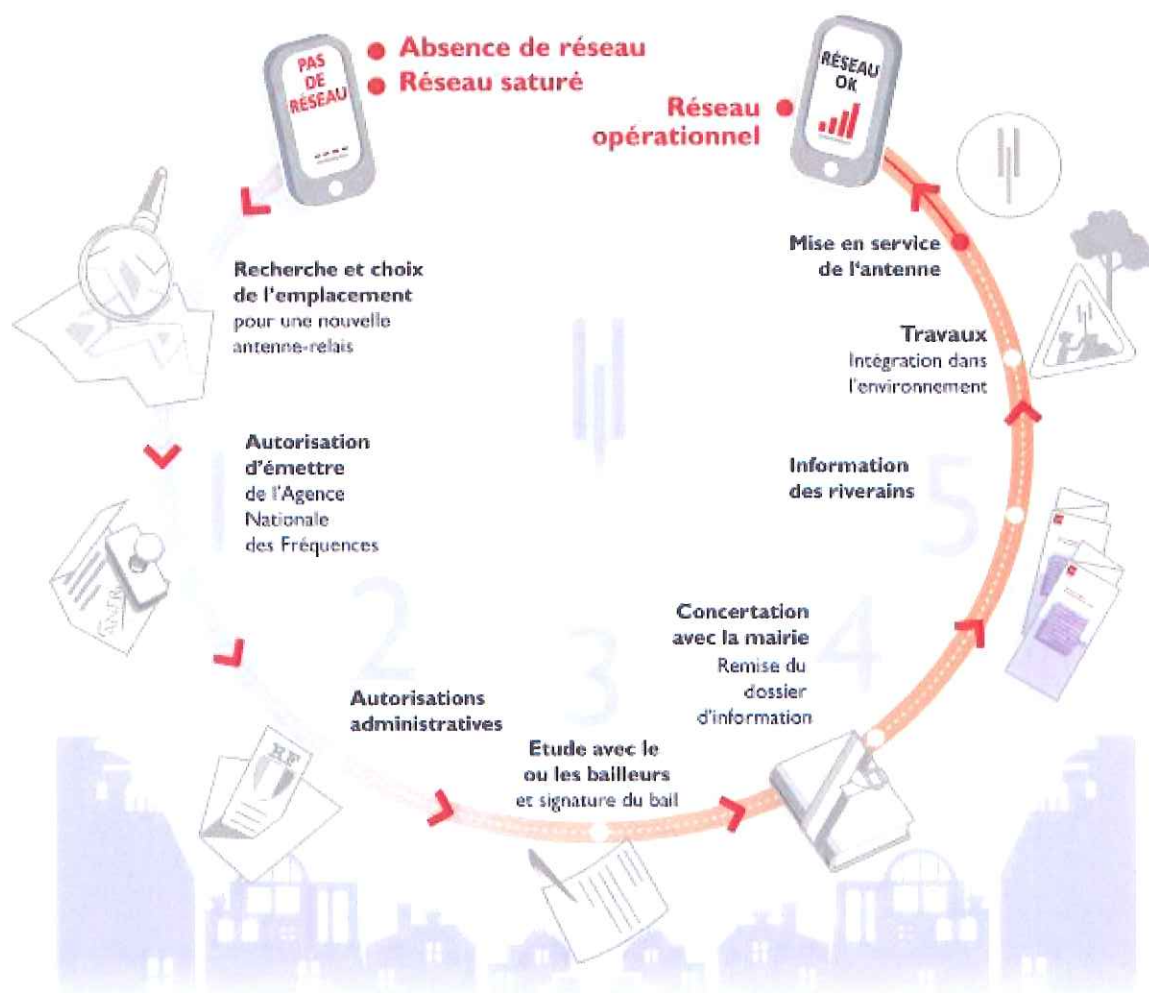 PAS
DE
RÉSEAU
Absence de réseau
Réseau saturé
RÉSEAU
OK
Réseau
opérationnel
Recherche et choix
de l'emplacement
pour une nouvelle
antenne-relais
1
Autorisation
d'émettre
de l'Agence
Nationale
des Fréquences
ANFR
2
Autorisations
administratives
RF
3
Etude avec le
ou les bailleurs
et signature du bail
4
Concertation
avec la mairie
Remise du
dossier
d'information
5
Information
des riverains
Travaux
Intégration dans
l'environnement
Mise en service
de l'antenne